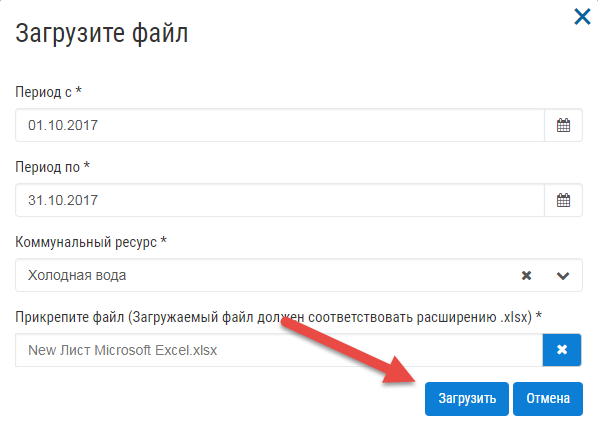 Загрузите файл
Период с *
01.10.2017
Период по *
31.10.2017
Коммунальный ресурс *
Холодная вода
Прикрепите файл (Загружаемый файл должен соответствовать расширению .xlsx) *
New Лист Microsoft Excel.xlsx
Загрузить Отмена